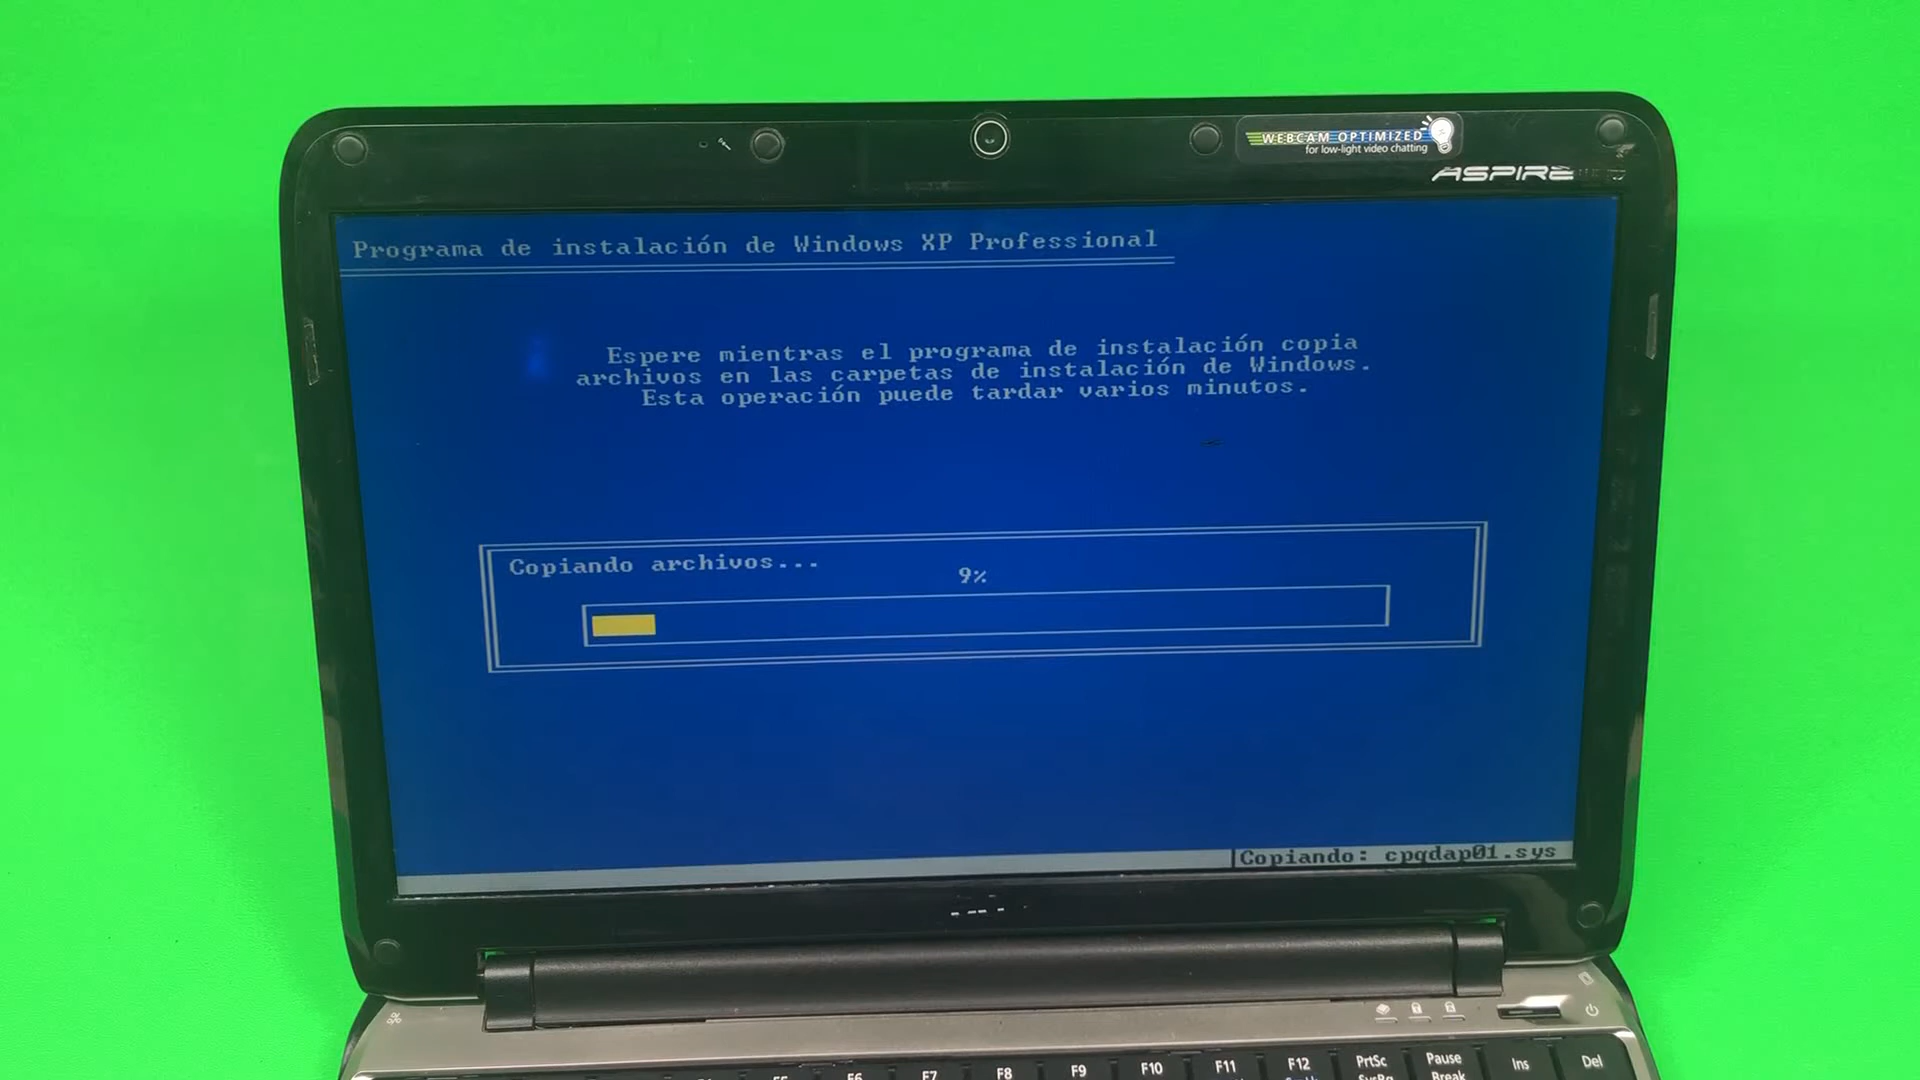 WEBCAM OPTIMIZED
for low-light video chatting
ASPIRE
Programa de instalación de Windows XP Professional
Espere mientras el programa de instalación copia
archivos en las carpetas de instalación de Windows.
Esta operación puede tardar varios minutos.
Copiando archivos...
9%
Copiando: cpqdap01.sys
F6
F7
F8
F9
F10
F11
F12
PrtSc
Pause
Break
Ins
Del